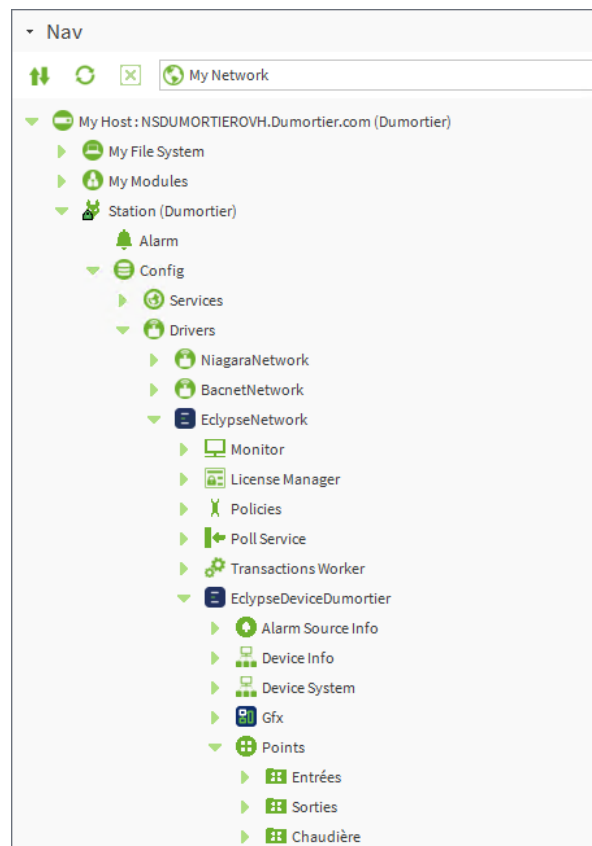 Nav
My Network
My Host : NSDUMORTIEROVH.Dumortier.com (Dumortier)
My File System
My Modules
Station (Dumortier)
Alarm
Config
Services
Drivers
NiagaraNetwork
BacnetNetwork
EclypseNetwork
Monitor
License Manager
Policies
Poll Service
Transactions Worker
EclypseDeviceDumortier
Alarm Source Info
Device Info
Device System
Gfx
Points
Entrées
Sorties
Chaudière